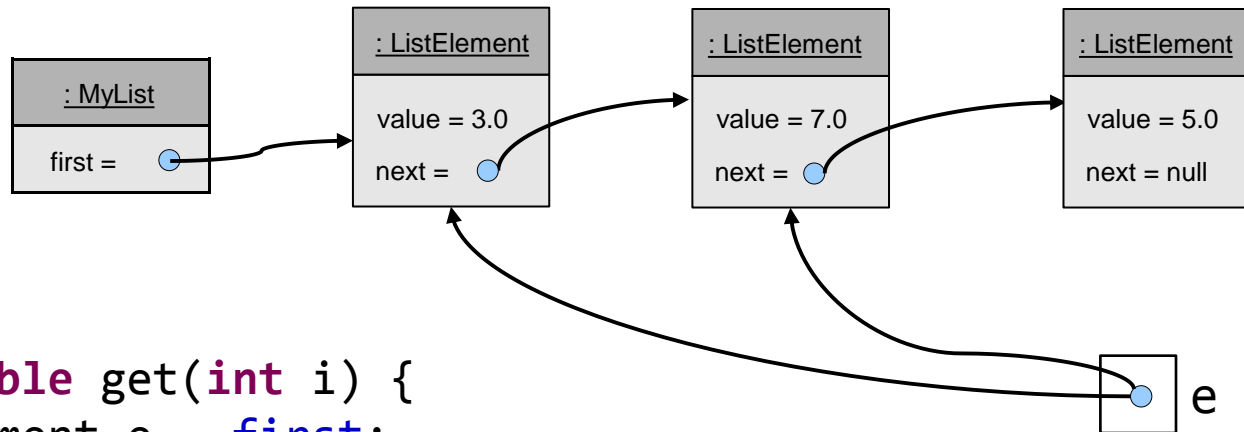 : MyList
first =
: ListElement
value = 3.0
next =
: ListElement
value = 7.0
next =
: ListElement
value = 5.0
next = null
e
ble get(int i) {